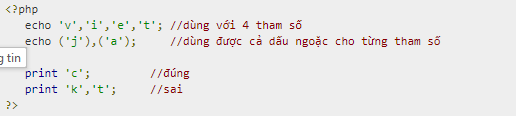 <?php
echo 'v','i','e','t'; //dùng với 4 tham số
echo ('j'),('a'); //dùng được cả dấu ngoặc cho từng tham số
g tin
print 'c'; //đúng
print 'k','t'; //sai
?>